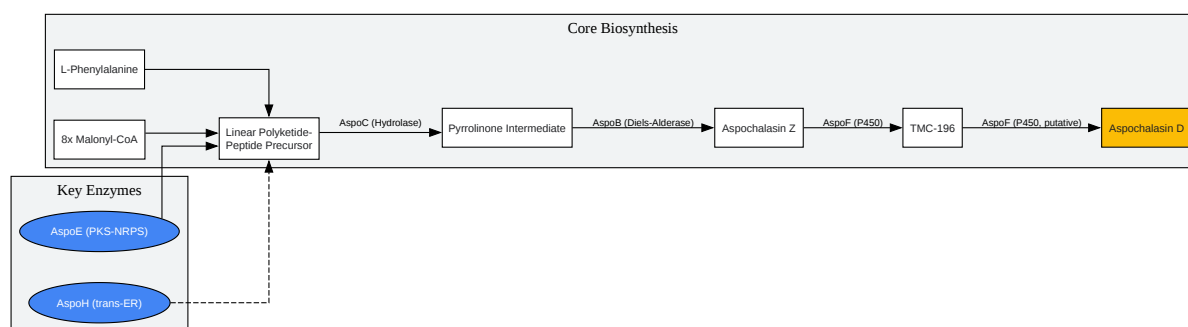 Core Biosynthesis
L-Phenylalanine
8x Malonyl-CoA
Linear Polyketide-
Peptide Precursor
AspoC (Hydrolase)
Pyrrolinone Intermediate
AspoB (Diels-Alderase)
Aspochalasin Z
AspoF (P450)
TMC-196
AspoF (P450, putative)
Aspochalasin D
Key Enzymes
AspoE (PKS-NRPS)
AspoH (trans-ER)